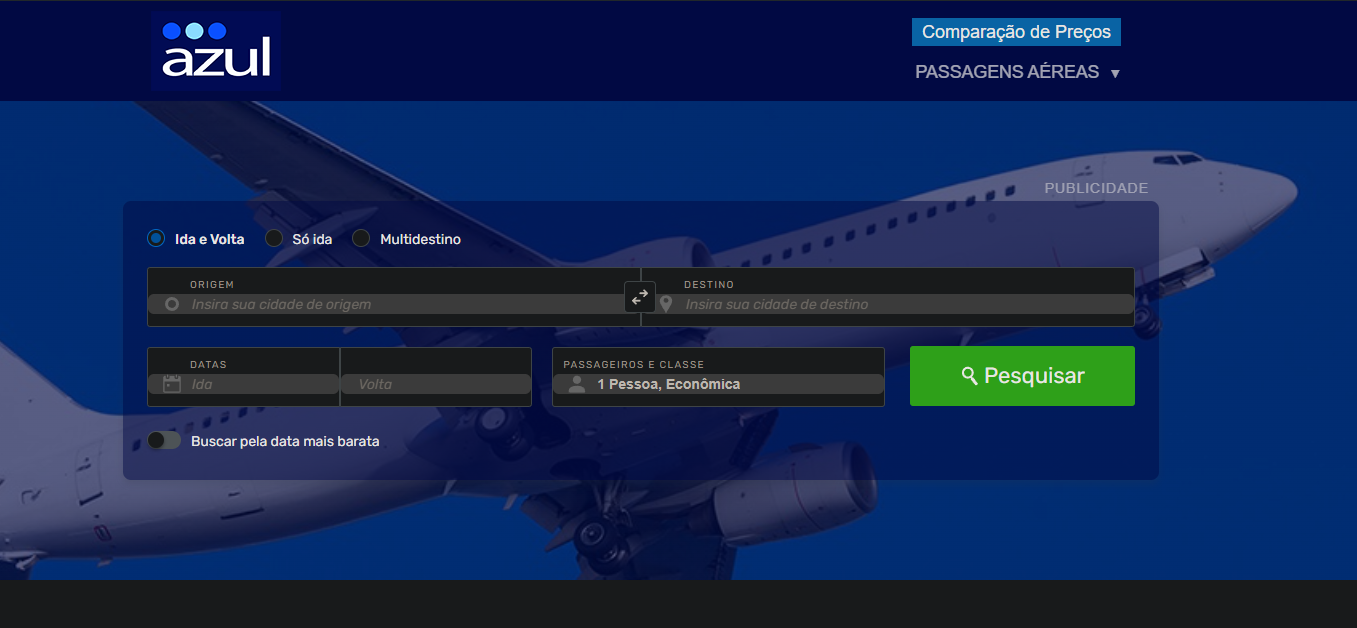 azul
Comparação de Preços
PASSAGENS AÉREAS ▼
PUBLICIDADE
Ida e Volta
Só ida
Multidestino
ORIGEM
Insira sua cidade de origem
DESTINO
Insira sua cidade de destino
DATAS
Ida
Volta
PASSAGEIROS E CLASSE
1 Pessoa, Econômica
Pesquisar
Buscar pela data mais barata